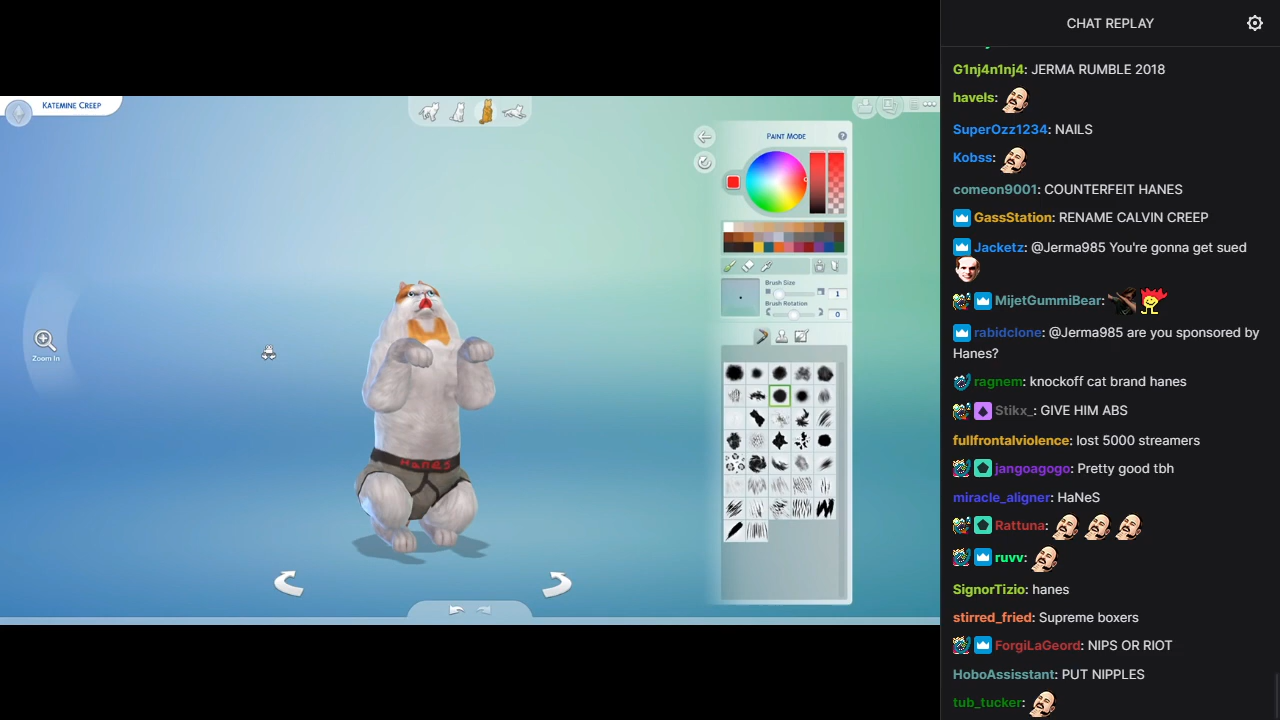 KATEMINE CREEP
Zoom In
Hanes
PAINT MODE
?
Brush Size
1
Brush Rotation
0
CHAT REPLAY
G1nj4n1nj4: JERMA RUMBLE 2018
havels:
SuperOzz1234: NAILS
Kobss:
comeon9001: COUNTERFEIT HANES
GassStation: RENAME CALVIN CREEP
Jacketz: @Jerma985 You're gonna get sued
MijetGummiBear:
rabidclone: @Jerma985 are you sponsored by
Hanes?
ragnem: knockoff cat brand hanes
Stikx_: GIVE HIM ABS
fullfrontalviolence: lost 5000 streamers
jangoagogo: Pretty good tbh
miracle_aligner: HaNeS
Rattuna:
ruvv:
SignorTizio: hanes
stirred_fried: Supreme boxers
ForgiLaGeord: NIPS OR RIOT
HoboAssisstant: PUT NIPPLES
tub_tucker: